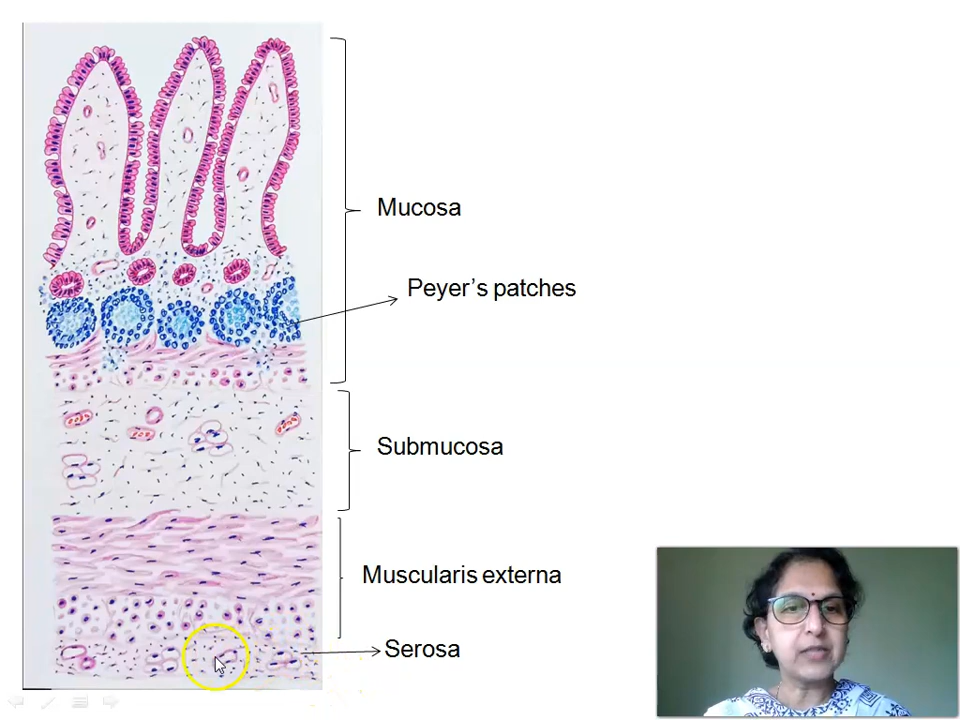 Mucosa
Peyer’s patches
Submucosa
Muscularis externa
Serosa